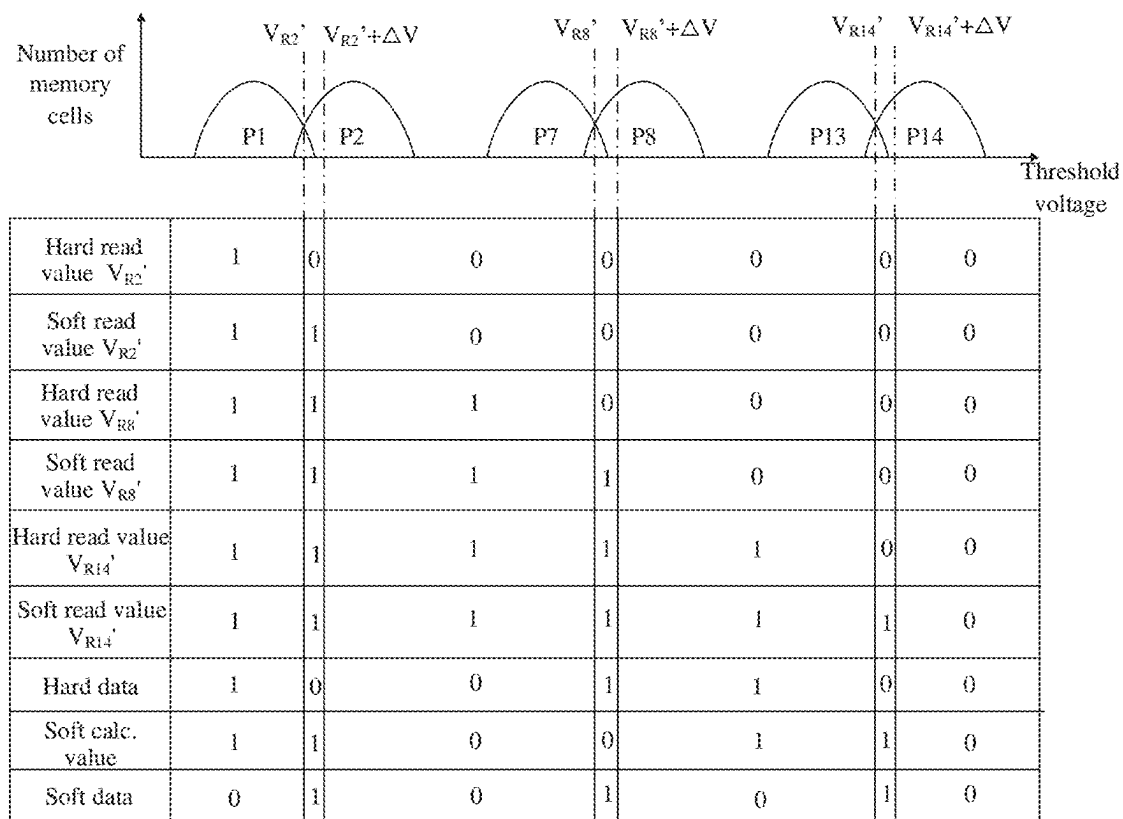 V_R2' V_R2'+△V V_R8' V_R8'+△V V_R14' V_R14'+△V
Number of
memory
cells
P1 P2 P7 P8 P13 P14
Threshold
voltage
Hard read
value V_R2' 1 0 0 0 0 0 0
Soft read
value V_R2' 1 1 0 0 0 0 0
Hard read
value V_R8' 1 1 1 0 0 0 0
Soft read
value V_R8' 1 1 1 1 0 0 0
Hard read value
V_R14' 1 1 1 1 1 0 0
Soft read value
V_R14' 1 1 1 1 1 1 0
Hard data 1 0 0 1 1 0 0
Soft calc.
value 1 1 0 0 1 1 0
Soft data 0 1 0 1 0 1 0